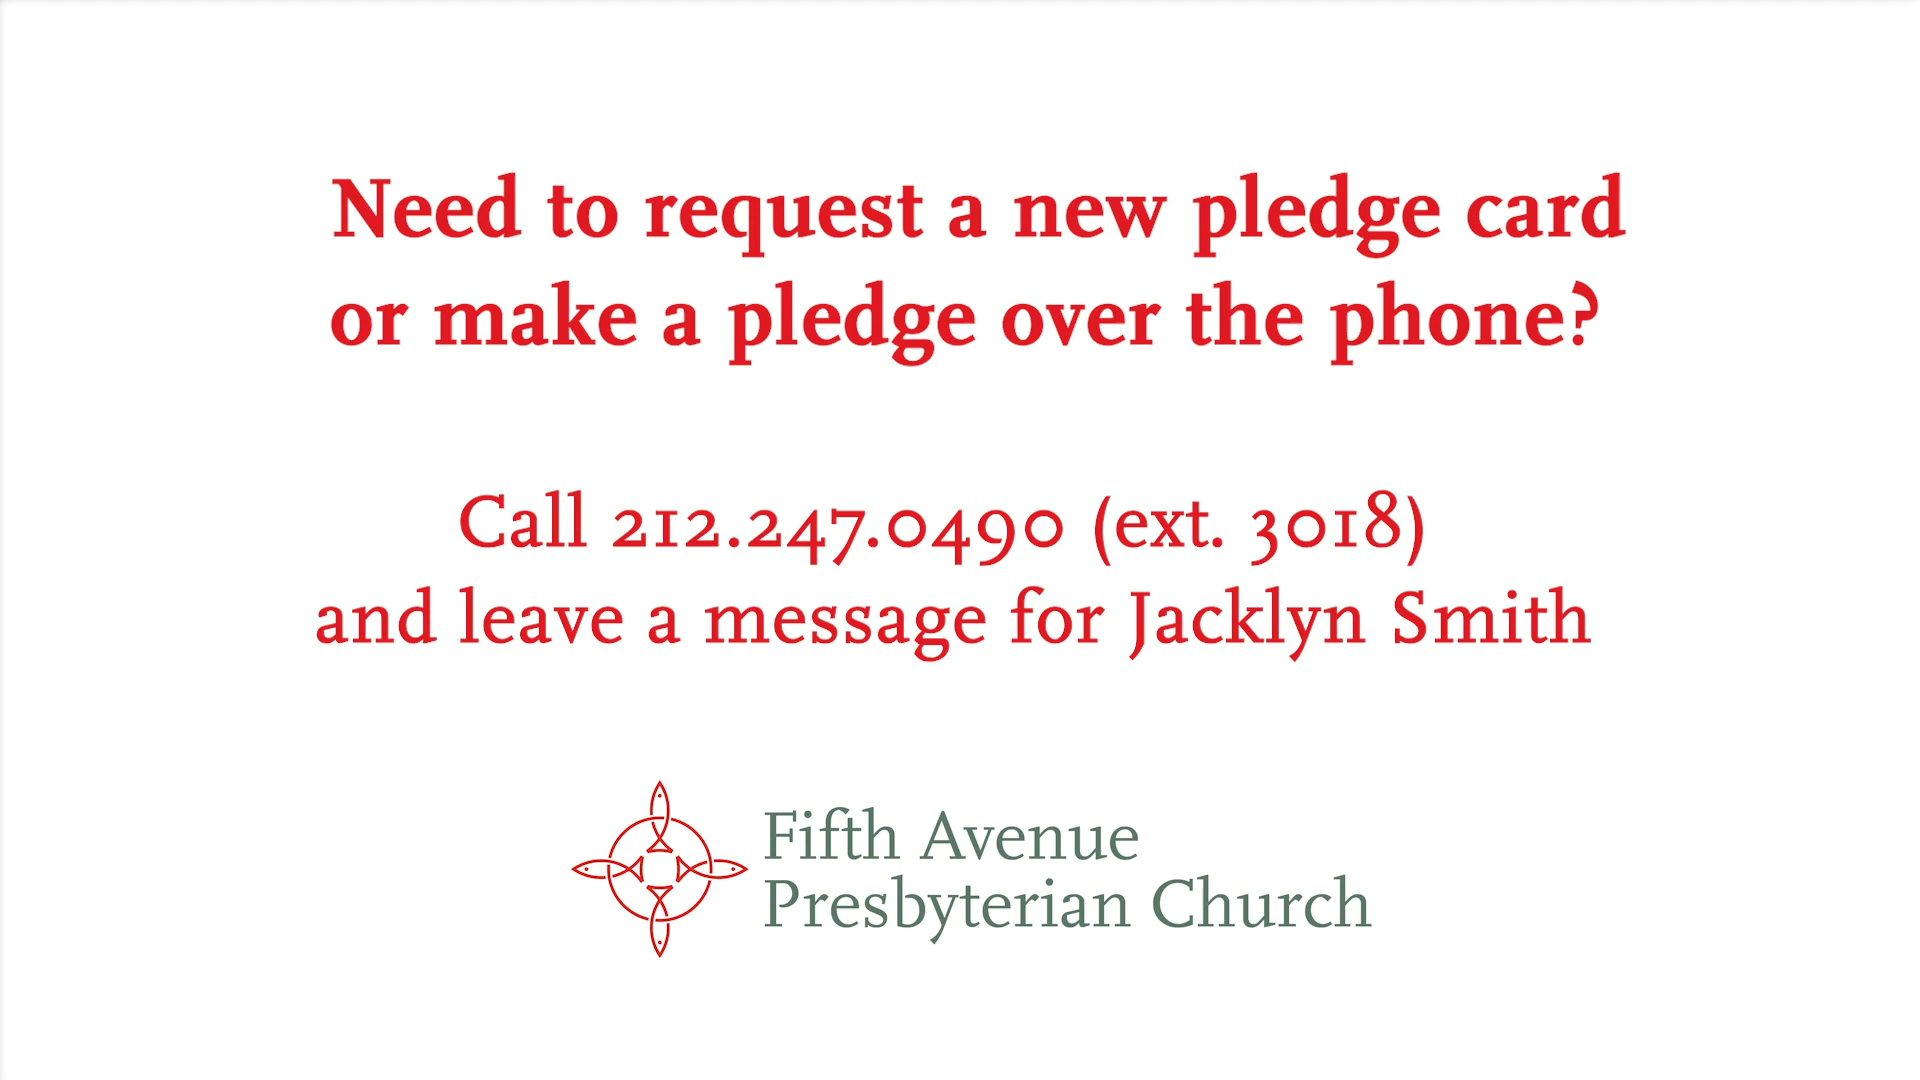 Need to request a new pledge card
or make a pledge over the phone?
Call 212.247.0490 (ext. 3018)
and leave a message for Jacklyn Smith
Fifth Avenue
Presbyterian Church